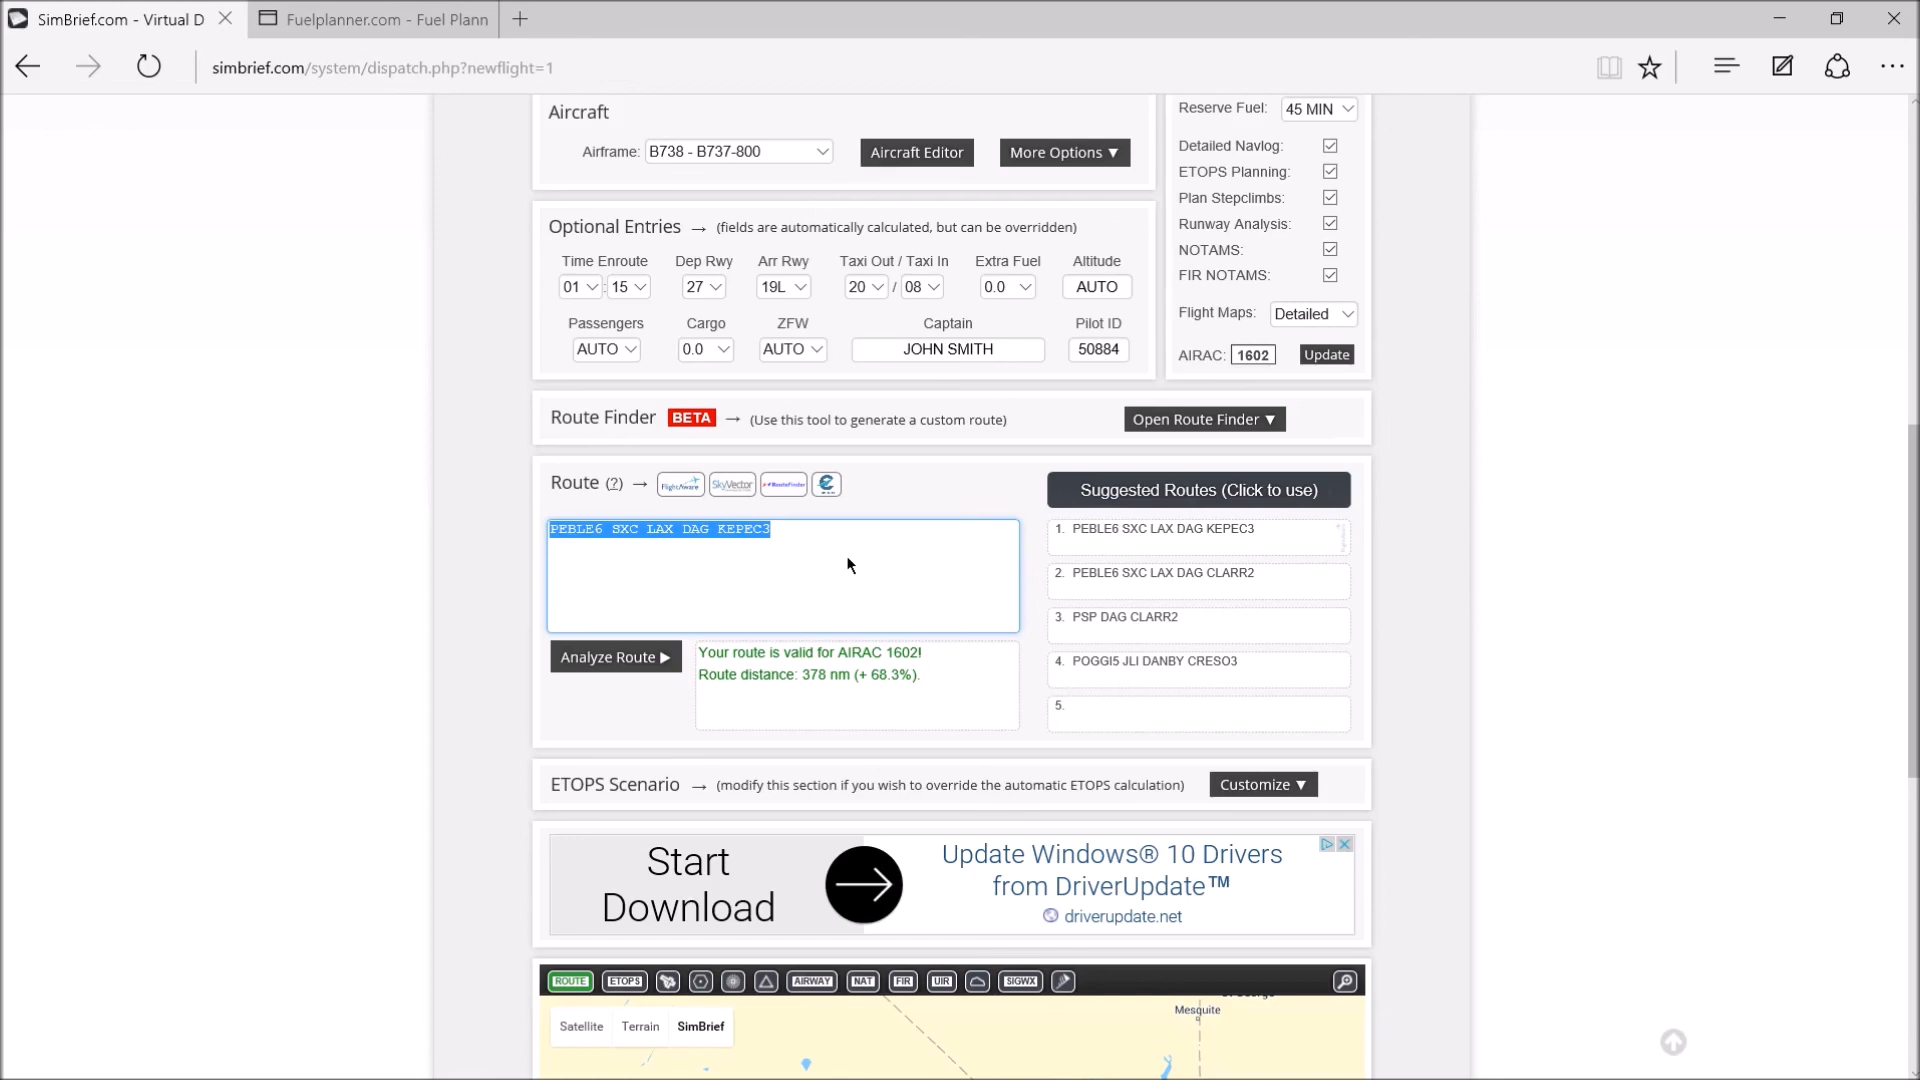 SimBrief.com - Virtual D
Fuelplanner.com - Fuel Plann
simbrief.com/system/dispatch.php?newflight=1
Aircraft
Airframe: B738 - B737-800
Aircraft Editor
More Options ▼
Reserve Fuel: 45 MIN
Detailed Navlog:
ETOPS Planning:
Plan Stepclimbs:
Runway Analysis:
NOTAMS:
FIR NOTAMS:
Flight Maps: Detailed
AIRAC: 1602 Update
Optional Entries → (fields are automatically calculated, but can be overridden)
Time Enroute Dep Rwy Arr Rwy Taxi Out / Taxi In Extra Fuel Altitude
01 : 15 27 19L 20 / 08 0.0 AUTO
Passengers Cargo ZFW Captain Pilot ID
AUTO 0.0 AUTO JOHN SMITH 50884
Route Finder BETA → (Use this tool to generate a custom route)
Open Route Finder ▼
Route (?) → FlightAware SkyVector RouteFinder
PEBLE6 SXC LAX DAG KEPEC3
Analyze Route ▶
Your route is valid for AIRAC 1602!
Route distance: 378 nm (+ 68.3%).
Suggested Routes (Click to use)
1. PEBLE6 SXC LAX DAG KEPEC3
2. PEBLE6 SXC LAX DAG CLARR2
3. PSP DAG CLARR2
4. POGGI5 JLI DANBY CRESO3
5.
ETOPS Scenario → (modify this section if you wish to override the automatic ETOPS calculation)
Customize ▼
Start
Download
Update Windows® 10 Drivers
from DriverUpdate™
driverupdate.net
ROUTE ETOPS AIRWAY NAT FIR UIR SIGWX
Satellite Terrain SimBrief
Mesquite